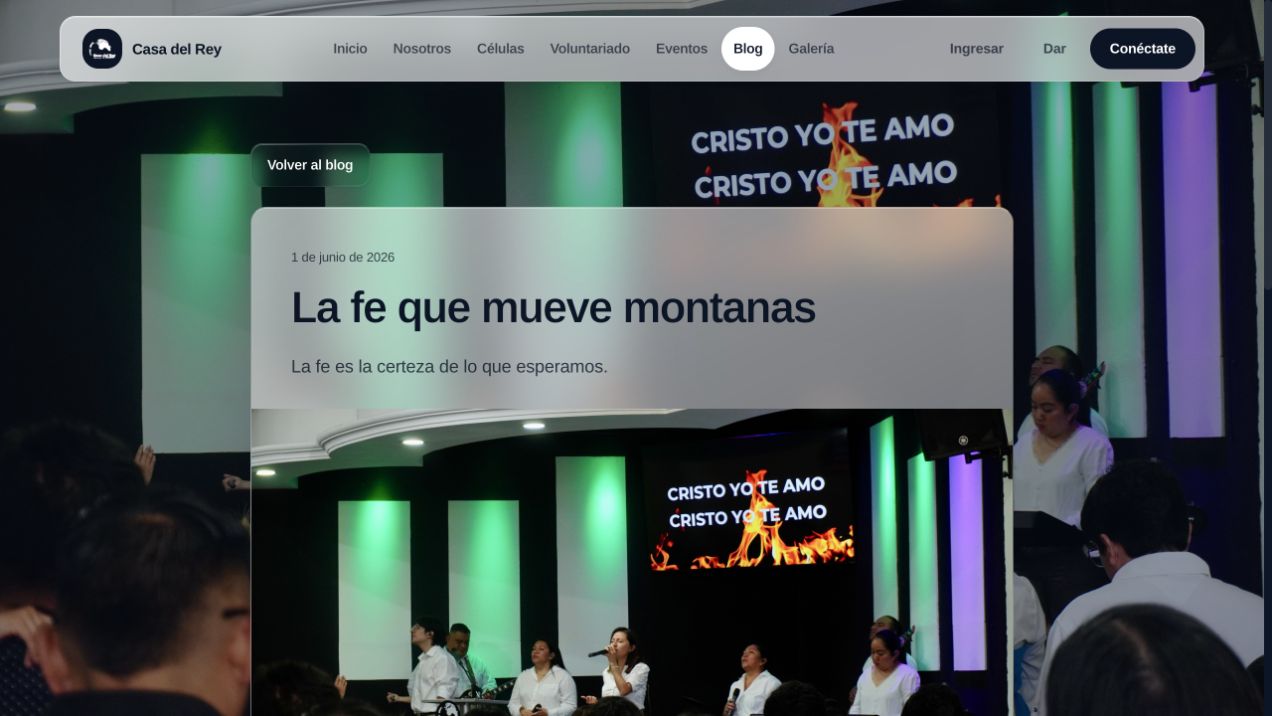 Casa del Rey
Inicio Nosotros Células Voluntariado Eventos Blog Galería Ingresar Dar Conéctate
CRISTO YO TE AMO
CRISTO YO TE AMO
Volver al blog
1 de junio de 2026
La fe que mueve montanas
La fe es la certeza de lo que esperamos.
CRISTO YO TE AMO
CRISTO YO TE AMO